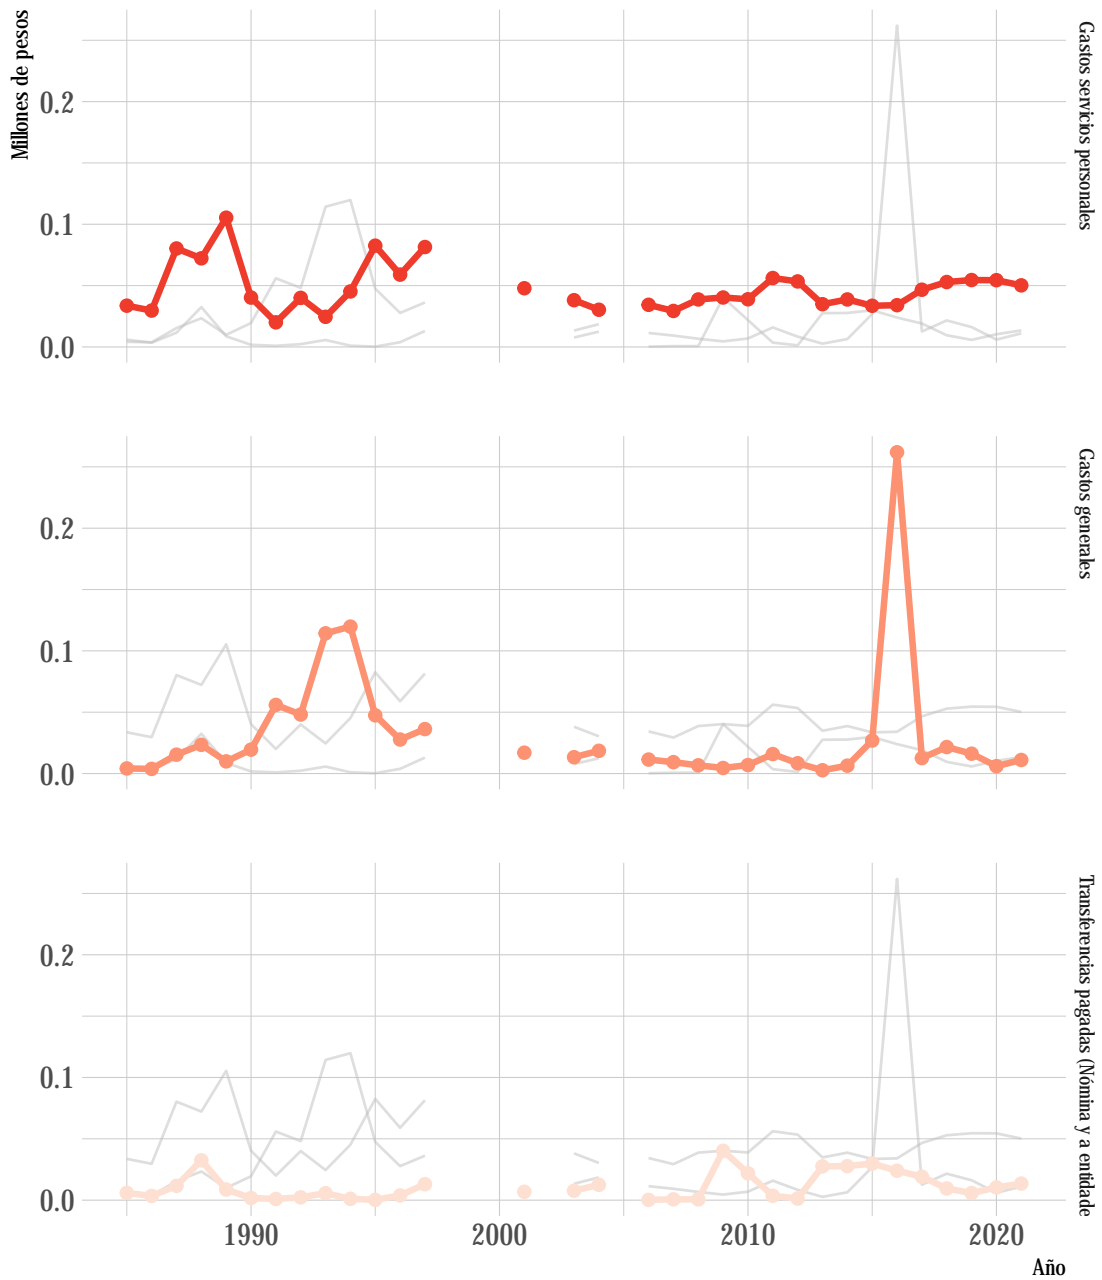 Millones de pesos
0.2
0.1
0.0
Gastos servicios personales
0.2
0.1
0.0
Gastos generales
0.2
0.1
0.0
Transferencias pagadas (Nómina y a entidade
1990
2000
2010
2020
Año